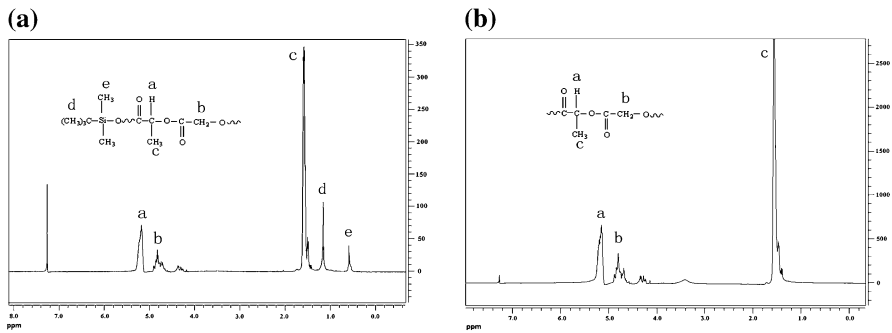 (a)
c
350
300
250
200
150
100
50
0
e
a
d
CH₃
O
H
b
(CH₃)₃C
Si
O
C
C
O
C
CH₂
O
CH₃
CH₃
O
c
d
a
b
e
8.0
7.0
6.0
5.0
4.0
3.0
2.0
1.0
0.0
ppm
(b)
c
2500
2000
1500
1000
500
0
a
O
H
b
C
C
O
C
CH₂
O
CH₃
O
c
a
b
7.0
6.0
5.0
4.0
3.0
2.0
1.0
0.0
ppm